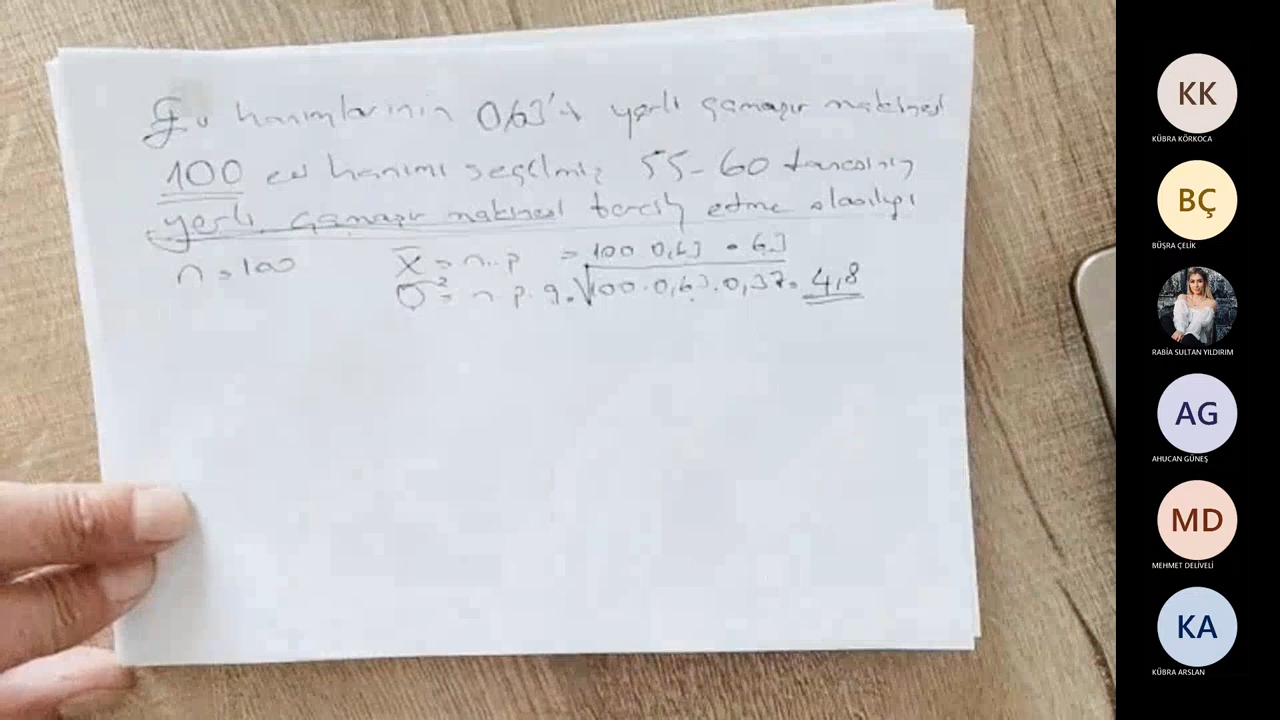 Ev hanımlarının 0,63'ü yerli çamaşır makinesi
100 ev hanımı seçilmiş 55-60 tanesinin
yerli çamaşır makinesi tercih etme olasılığı
n = 100
x̄ = n.p = 100 0,63 = 63
σ² = n p. q = √100.0,63.0,37 = 4,8
KK
KÜBRA KÖRKOCA
BÇ
BÜŞRA ÇELİK
RABİA SULTAN YILDIRIM
AG
AHUCAN GÜNEŞ
MD
MEHMET DELİVELİ
KA
KÜBRA ARSLAN